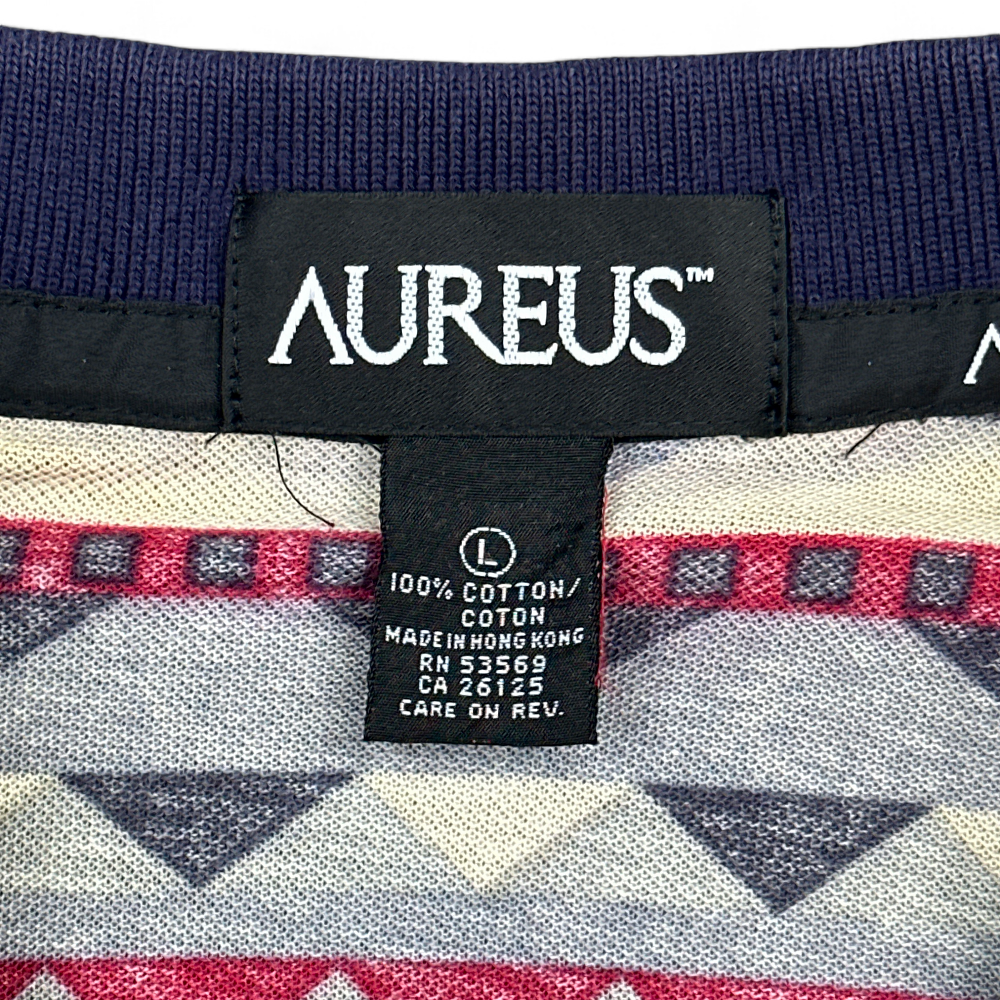 AUREUS™
L
100% COTTON/
COTON
MADE IN HONG KONG
RN 53569
CA 26125
CARE ON REV.